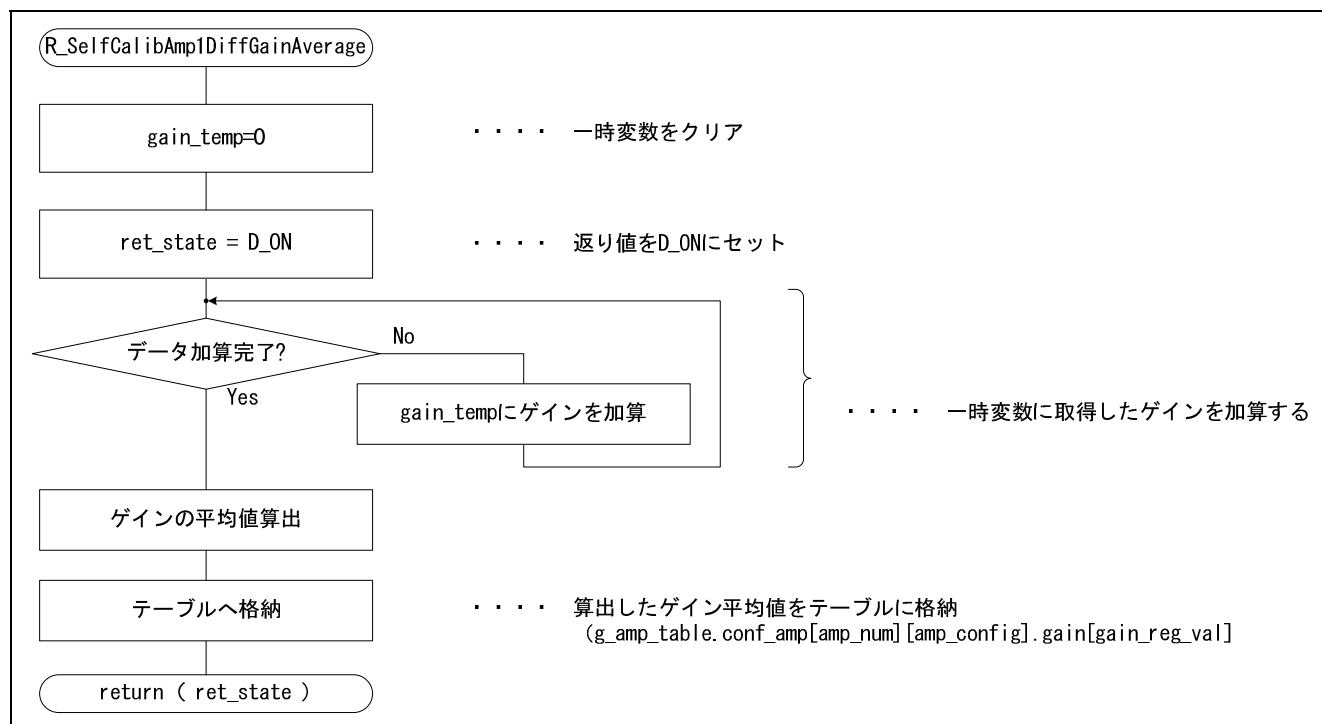 R_SelfCalibAmp1DiffGainAverage
gain_temp=0
・・・・ 一時変数をクリア
ret_state = D_ON
・・・・ 返り値をD_ONにセット
データ加算完了?
No
Yes
gain_tempにゲインを加算
・・・・ 一時変数に取得したゲインを加算する
ゲインの平均値算出
テーブルへ格納
・・・・ 算出したゲイン平均値をテーブルに格納
(g_amp_table.conf_amp[amp_num][amp_config].gain[gain_reg_val]
return ( ret_state )